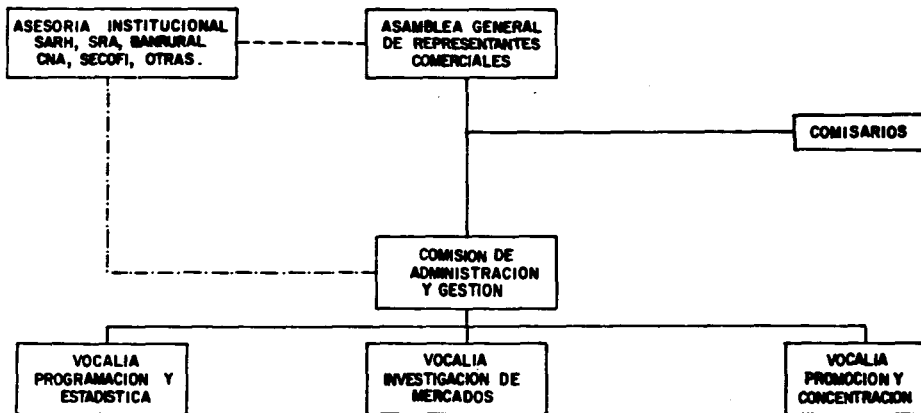 ASESORIA INSTITUCIONAL
SARH, SRA, BANRURAL
CNA, SECOFI, OTRAS.
ASAMBLEA GENERAL
DE REPRESENTANTES
COMERCIALES
COMISARIOS
COMISION DE
ADMINISTRACION
Y GESTION
VOCALIA
PROGRAMACION Y
ESTADISTICA
VOCALIA
INVESTIGACION DE
MERCADOS
VOCALIA
PROMOCION Y
CONCENTRACION